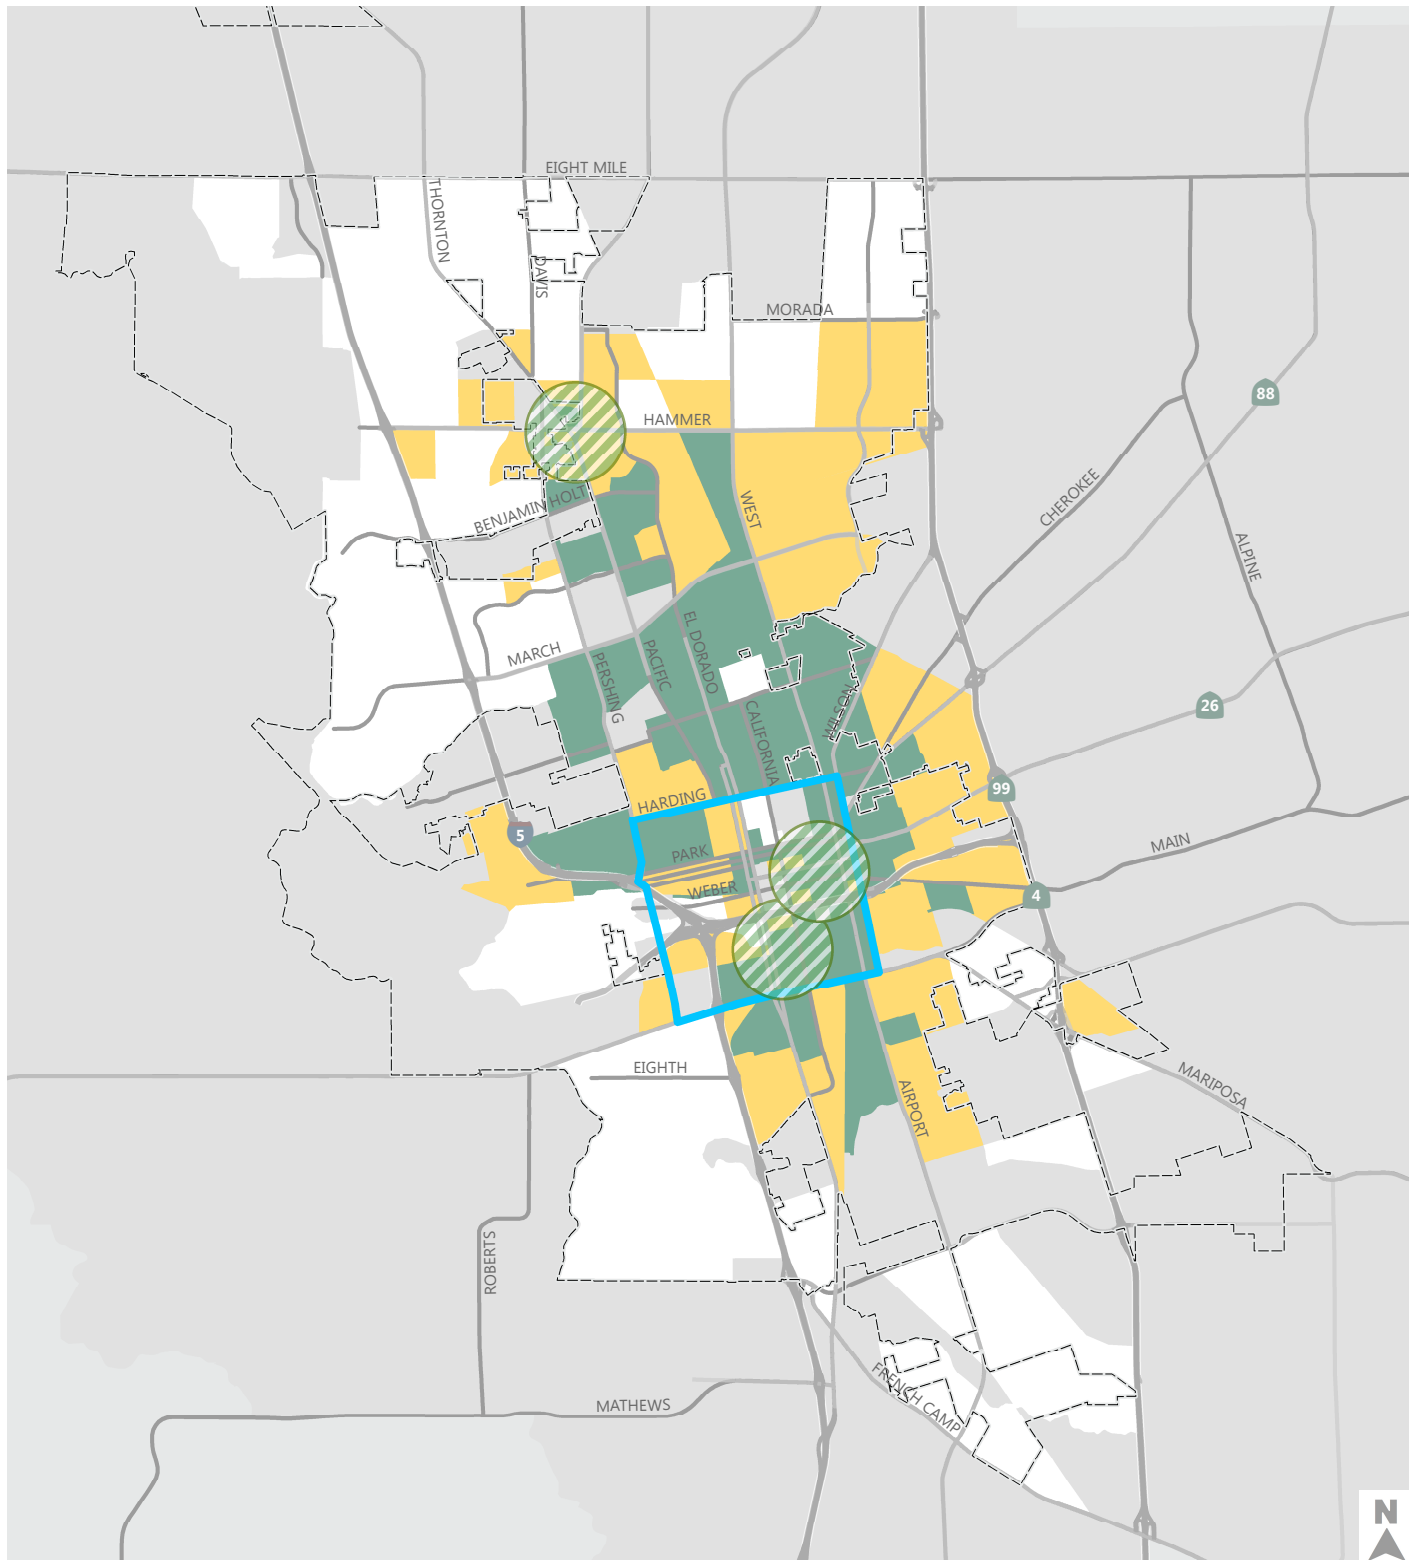 EIGHT MILE
THORNTON
DAVIS
MORADA
88
HAMMER
CHEROKEE
BENJAMIN HOLT
WEST
ALPINE
EL DORADO
MARCH
PACIFIC
PERSHING
WILSON
CALIFORNIA
26
99
HARDING
5
MAIN
PARK
WEBER
4
EIGHTH
MARIPOSA
AIRPORT
ROBERTS
FRENCH CAMP
MATHEWS
N